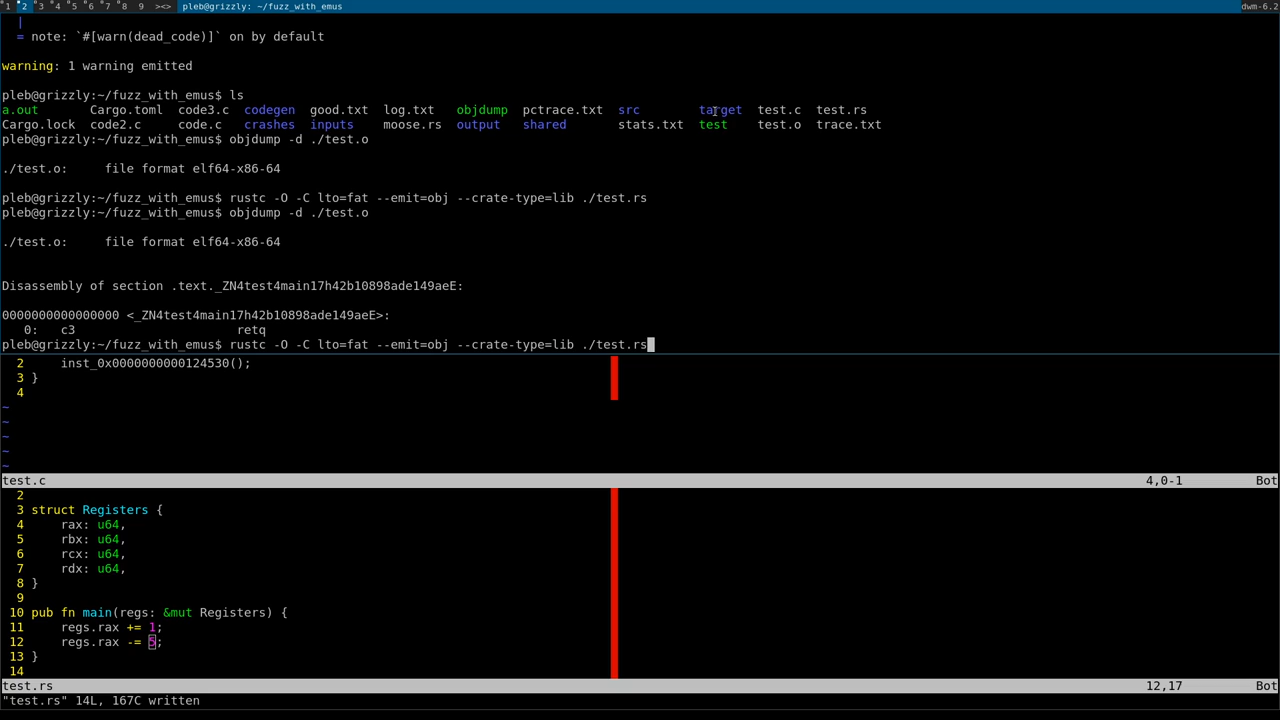 1 2 3 4 5 6 7 8 9 ><> pleb@grizzly: ~/fuzz_with_emus dwm-6.2
|
= note: `#[warn(dead_code)]` on by default
warning: 1 warning emitted
pleb@grizzly:~/fuzz_with_emus$ ls
a.out Cargo.toml code3.c codegen good.txt log.txt objdump pctrace.txt src target test.c test.rs
Cargo.lock code2.c code.c crashes inputs moose.rs output shared stats.txt test test.o trace.txt
pleb@grizzly:~/fuzz_with_emus$ objdump -d ./test.o
./test.o: file format elf64-x86-64
pleb@grizzly:~/fuzz_with_emus$ rustc -O -C lto=fat --emit=obj --crate-type=lib ./test.rs
pleb@grizzly:~/fuzz_with_emus$ objdump -d ./test.o
./test.o: file format elf64-x86-64
Disassembly of section .text._ZN4test4main17h42b10898ade149aeE:
0000000000000000 <_ZN4test4main17h42b10898ade149aeE>:
0: c3 retq
pleb@grizzly:~/fuzz_with_emus$ rustc -O -C lto=fat --emit=obj --crate-type=lib ./test.rs
2 inst_0x0000000000124530();
3 }
4
~
~
~
~
~
test.c 4,0-1 Bot
2
3 struct Registers {
4 rax: u64,
5 rbx: u64,
6 rcx: u64,
7 rdx: u64,
8 }
9
10 pub fn main(regs: &mut Registers) {
11 regs.rax += 1;
12 regs.rax -= 5;
13 }
14
test.rs 12,17 Bot
"test.rs" 14L, 167C written